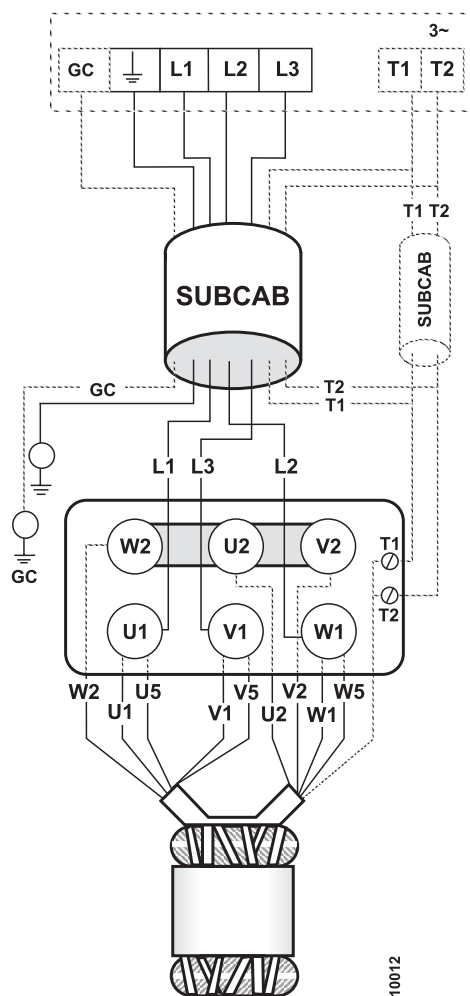 3~
GC L1 L2 L3 T1 T2
T1 T2
SUBCAB
SUBCAB
GC
T2
T1
L1 L3 L2
W2 U2 V2
T1
GC
T2
U1 V1 W1
W2 U5 V5 V2 W5
U1 V1 U2 W1
10012